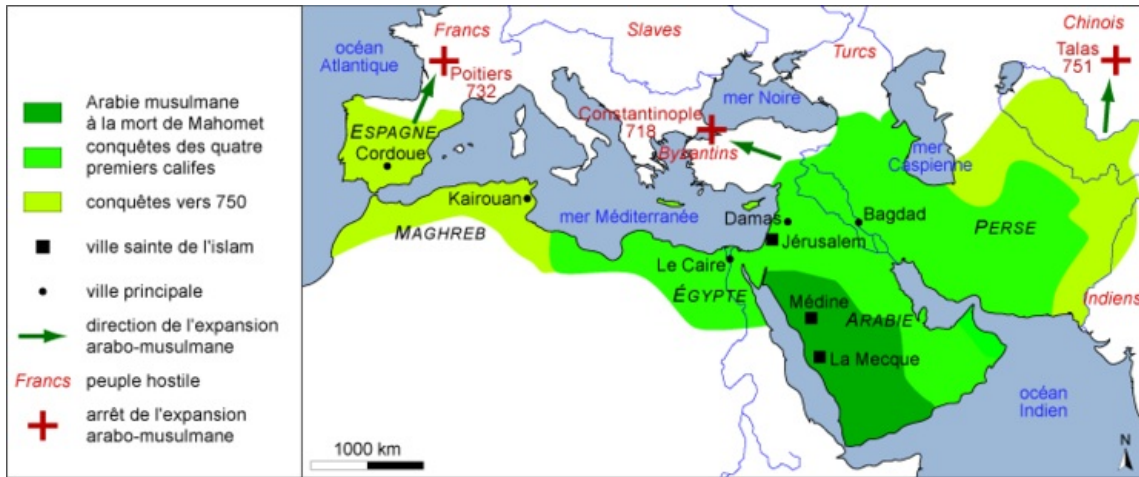 Arabie musulmane
à la mort de Mahomet
conquêtes des quatre
premiers califes
conquêtes vers 750
ville sainte de l'islam
ville principale
direction de l'expansion
arabo-musulmane
Francs
peuple hostile
arrêt de l'expansion
arabo-musulmane
océan
Atlantique
Francs
Slaves
Turcs
Chinois
Talas
751
Poitiers
732
mer Noire
Constantinople
718
Byzantins
mer
Caspienne
ESPAGNE
Cordoue
Kairouan
MAGHREB
mer Méditerranée
Damas
Bagdad
PERSE
Jérusalem
Le Caire
ÉGYPTE
Médine
ARABIE
La Mecque
Indiens
océan
Indien
1000 km
N